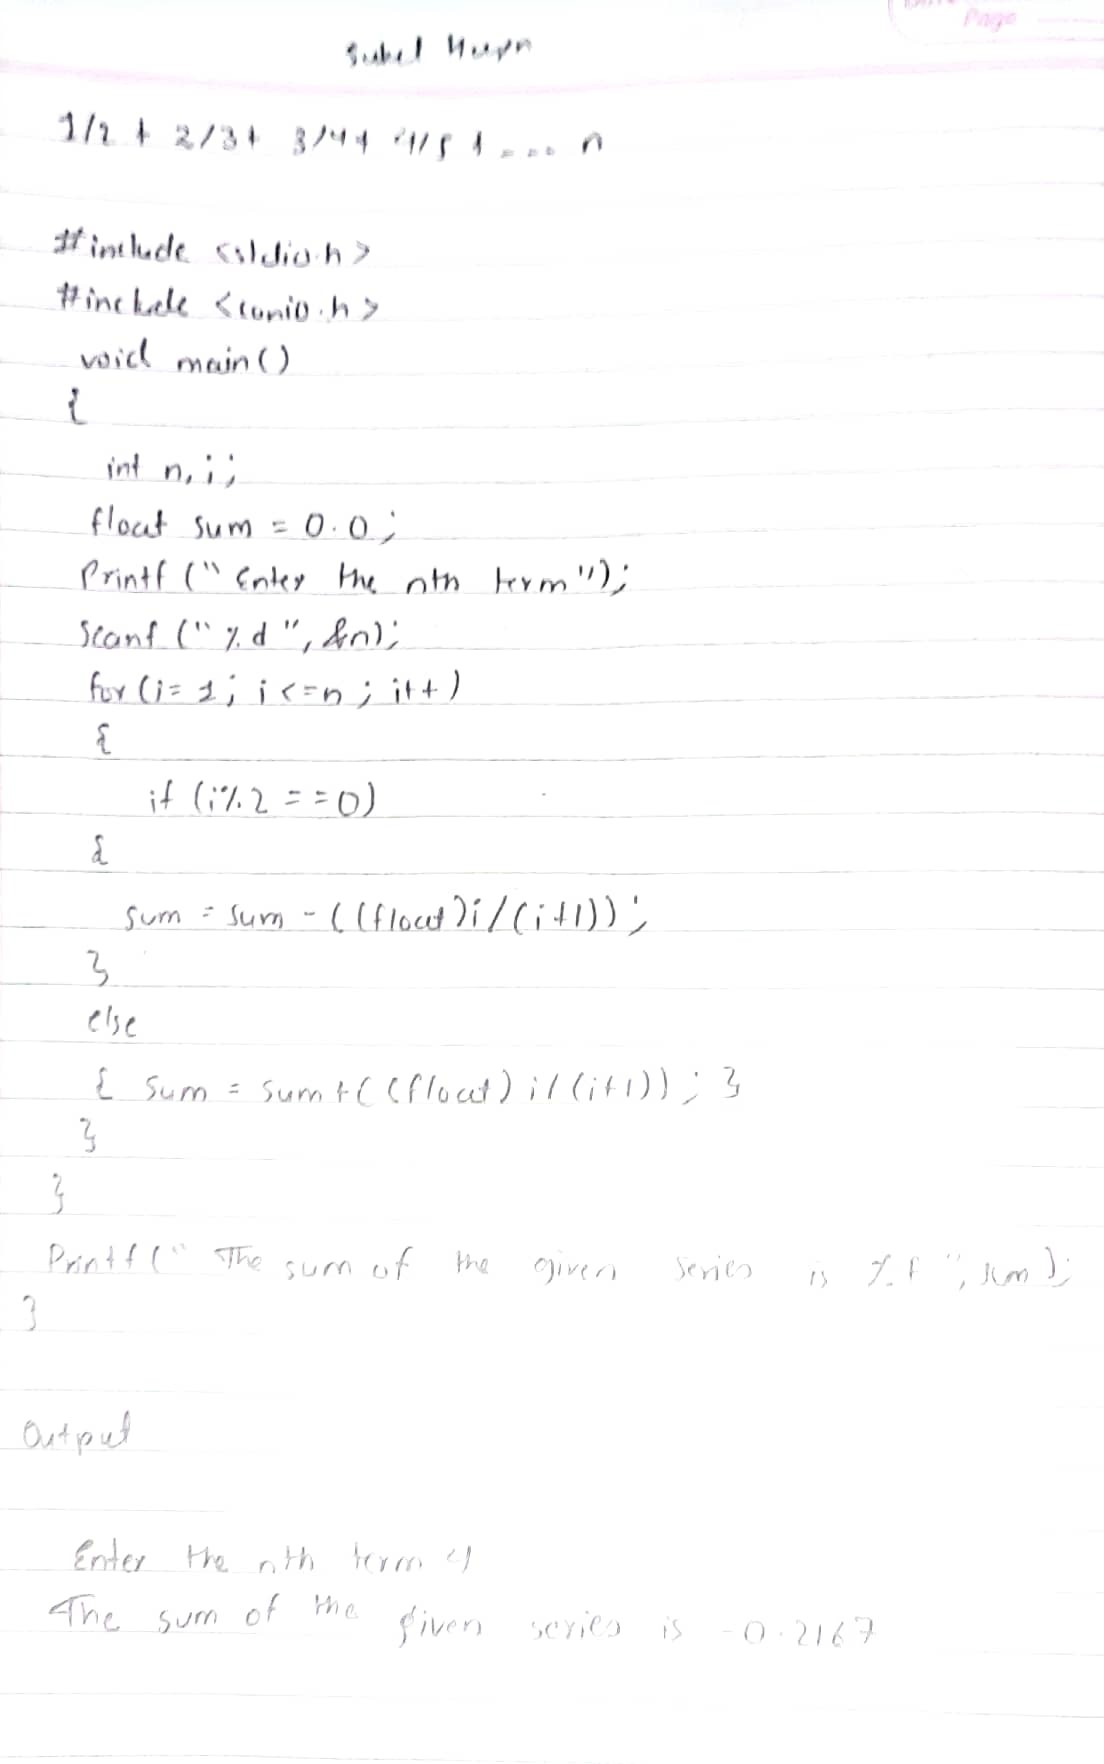 Page
1/2 + 2/3 + 3/4 + 4/5 + .... n
#include <stdio.h>
#include <conio.h>
void main()
{
int n, i;
float sum = 0.0;
Printf (" Enter the nth term");
Scanf (" %d ", &n);
for (i= 1; i <=n ; i++)
{
if (i%2 ==0)
{
sum = sum - ((float)i/(i+1));
}
else
{ sum = sum +((float) i/(i+1)); }
}
}
Printf (" The sum of the given series is %f ", sum );
}
Output
Enter the nth term 4
The sum of the given series is -0.2167